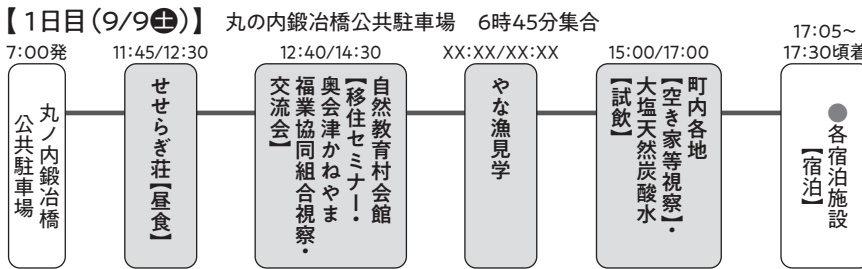 【1日目（9/9土）】 丸の内鍛冶橋公共駐車場　6時45分集合
7:00発
丸ノ内鍛冶橋
公共駐車場
11:45/12:30
せせらぎ荘【昼食】
12:40/14:30
自然教育村会館
【移住セミナー・
奥会津かねやま
福業協同組合視察・
交流会】
XX:XX/XX:XX
やな漁見学
15:00/17:00
町内各地
【空き家等視察】・
大塩天然炭酸水
【試飲】
17:05～
17:30頃着
●各宿泊施設
【宿泊】